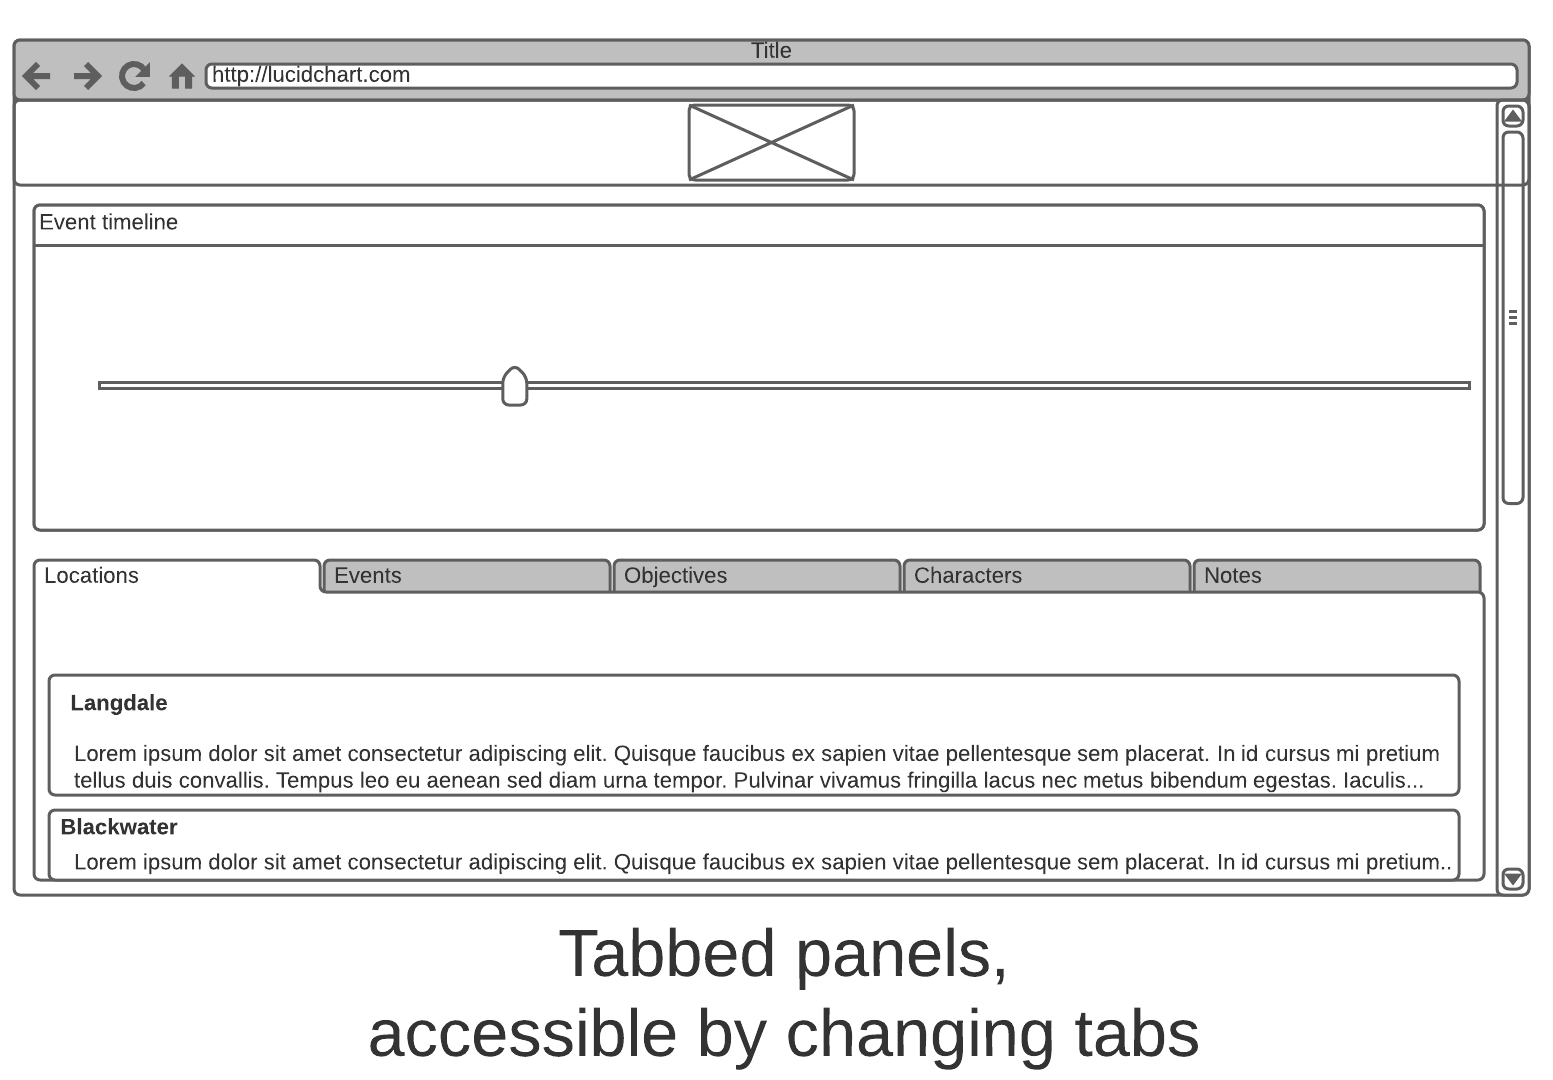 Title
http://lucidchart.com
Event timeline
Locations
Events
Objectives
Characters
Notes
Langdale
Lorem ipsum dolor sit amet consectetur adipiscing elit. Quisque faucibus ex sapien vitae pellentesque sem placerat. In id cursus mi pretium
tellus duis convallis. Tempus leo eu aenean sed diam urna tempor. Pulvinar vivamus fringilla lacus nec metus bibendum egestas. Iaculis...
Blackwater
Lorem ipsum dolor sit amet consectetur adipiscing elit. Quisque faucibus ex sapien vitae pellentesque sem placerat. In id cursus mi pretium..
Tabbed panels,
accessible by changing tabs